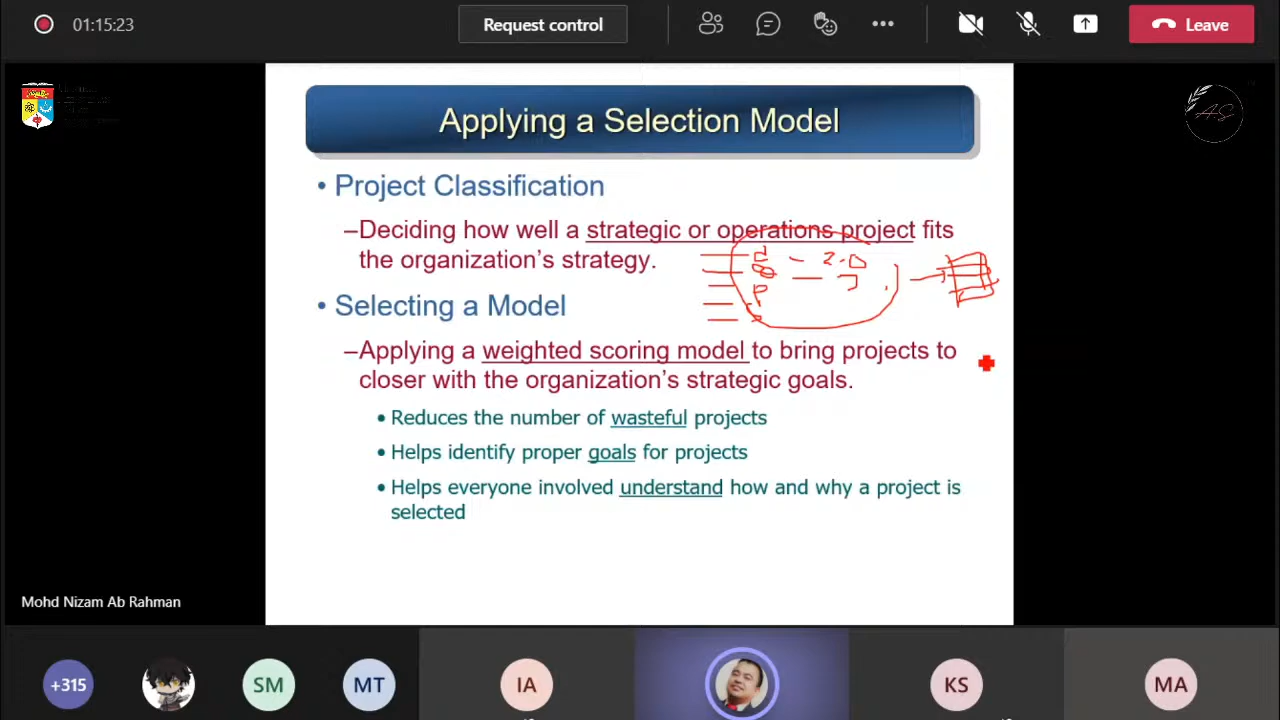 01:15:23
Request control
Leave
Applying a Selection Model
• Project Classification
–Deciding how well a strategic or operations project fits
the organization's strategy.
• Selecting a Model
–Applying a weighted scoring model to bring projects to
closer with the organization's strategic goals.
• Reduces the number of wasteful projects
• Helps identify proper goals for projects
• Helps everyone involved understand how and why a project is
selected
AS
Mohd Nizam Ab Rahman
+315
SM
MT
IA
KS
MA